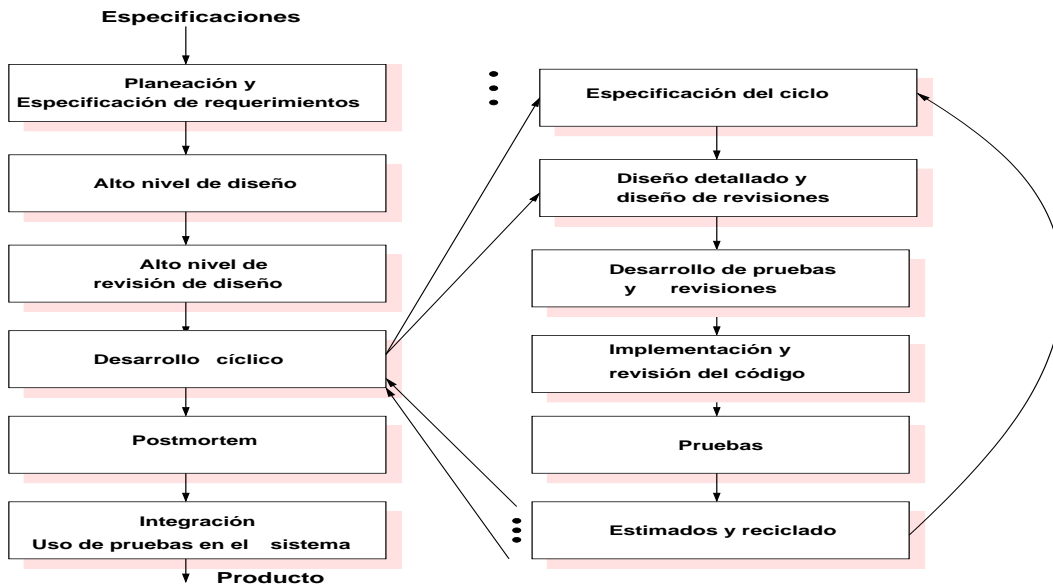 Especificaciones
Planeación y
Especificación de requerimientos
Alto nivel de diseño
Alto nivel de
revisión de diseño
Desarrollo cíclico
Postmortem
Integración
Uso de pruebas en el sistema
Producto
Especificación del ciclo
Diseño detallado y
diseño de revisiones
Desarrollo de pruebas
y revisiones
Implementación y
revisión del código
Pruebas
Estimados y reciclado